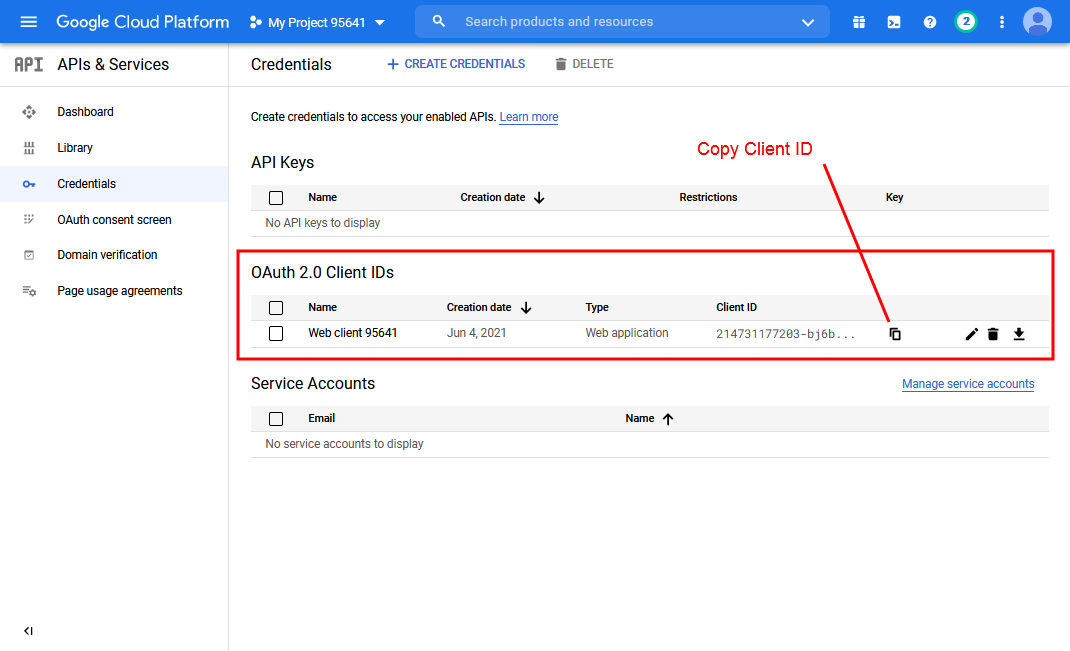 Google Cloud Platform My Project 95641 Search products and resources 2
API APIs & Services Credentials + CREATE CREDENTIALS DELETE
Dashboard
Library
Credentials
OAuth consent screen
Domain verification
Page usage agreements
Create credentials to access your enabled APIs. Learn more
Copy Client ID
API Keys
Name Creation date Restrictions Key
No API keys to display
OAuth 2.0 Client IDs
Name Creation date Type Client ID
Web client 95641 Jun 4, 2021 Web application 214731177203-bj6b...
Service Accounts Manage service accounts
Email Name
No service accounts to display